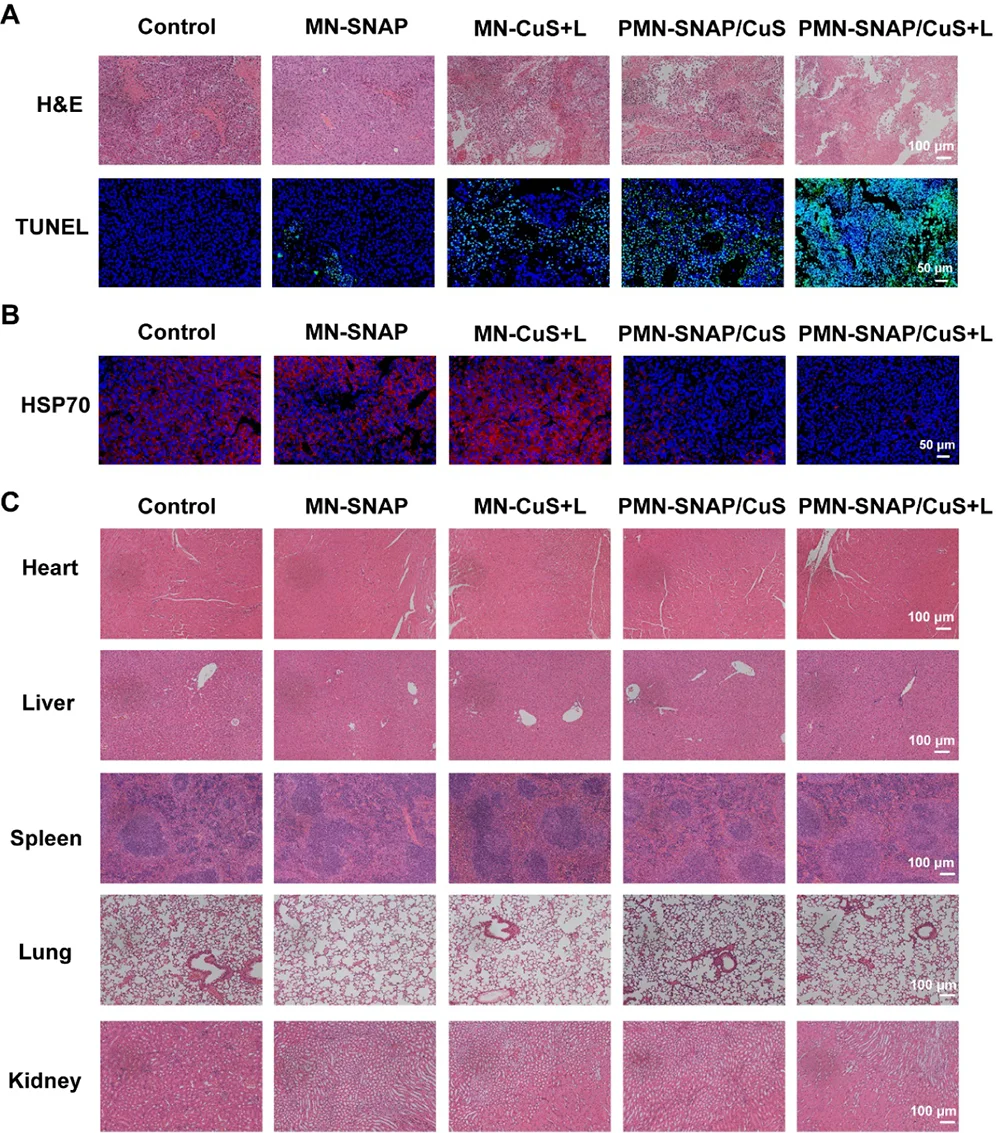 A
Control MN-SNAP MN-CuS+L PMN-SNAP/CuS PMN-SNAP/CuS+L
H&E
100 μm
TUNEL
50 μm
B
Control MN-SNAP MN-CuS+L PMN-SNAP/CuS PMN-SNAP/CuS+L
HSP70
50 μm
C
Control MN-SNAP MN-CuS+L PMN-SNAP/CuS PMN-SNAP/CuS+L
Heart
100 μm
Liver
100 μm
Spleen
100 μm
Lung
100 μm
Kidney
100 μm